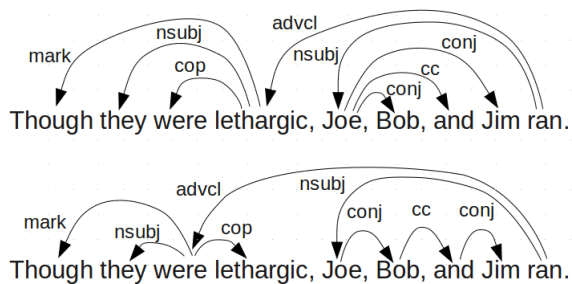 advcl
nsubj nsubj conj
mark
cop cc
conj
Though they were lethargic, Joe, Bob, and Jim ran.
advcl nsubj
mark conj cc conj
nsubj cop
Though they were lethargic, Joe, Bob, and Jim ran.